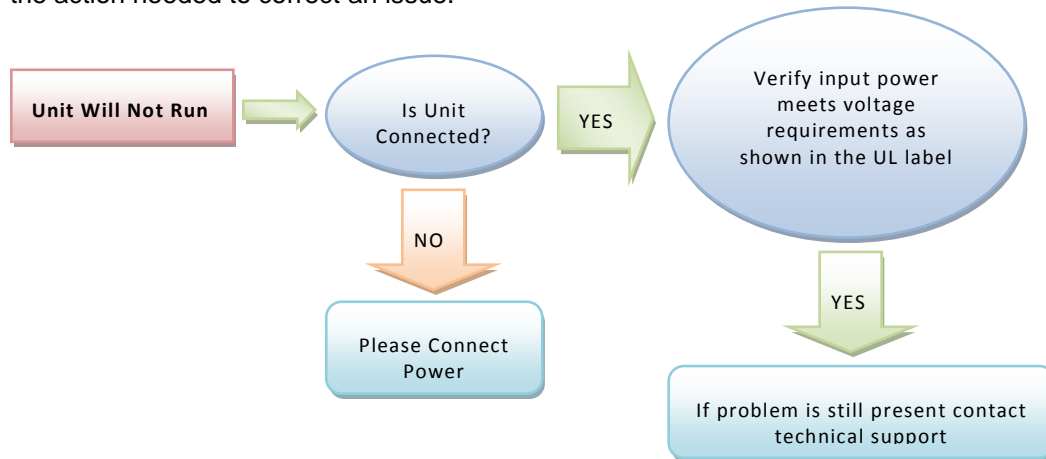 the action needed to correct an issue.
Unit Will Not Run
Is Unit
Connected?
YES
Verify input power
meets voltage
requirements as
shown in the UL label
NO
YES
Please Connect
Power
If problem is still present contact
technical support